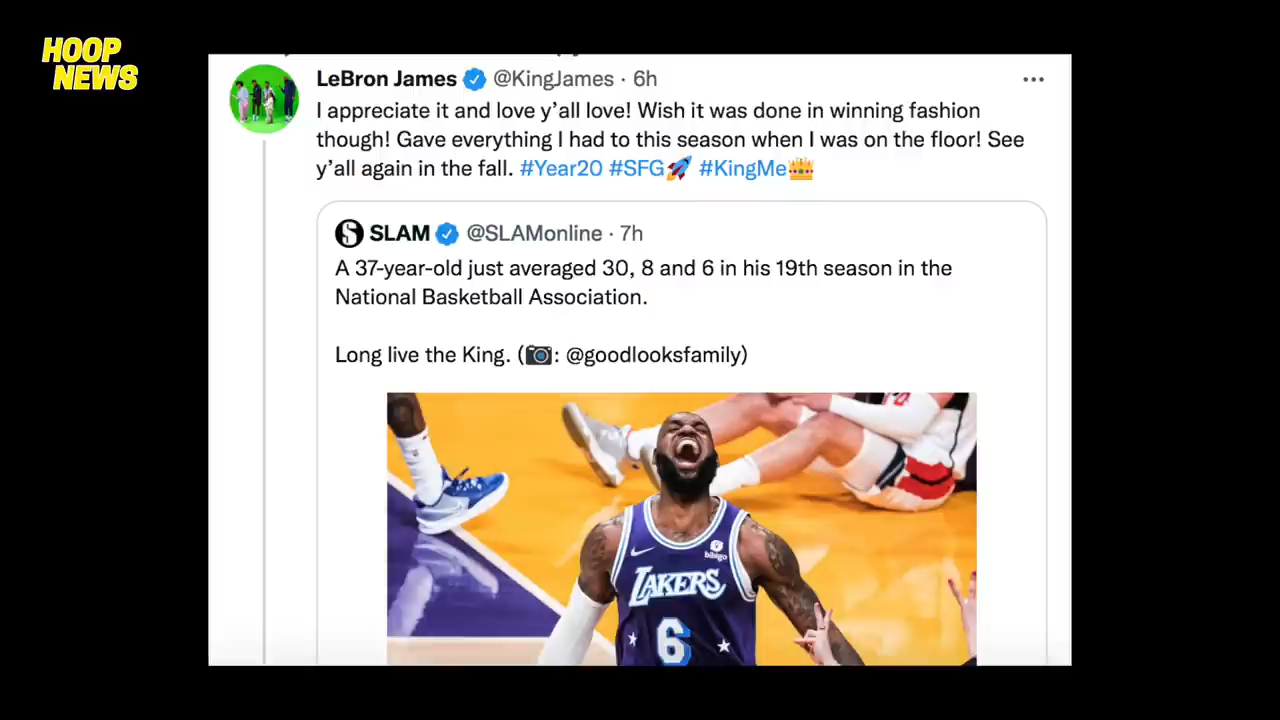 HOOP
NEWS
LeBron James @KingJames · 6h
I appreciate it and love y'all love! Wish it was done in winning fashion
though! Gave everything I had to this season when I was on the floor! See
y'all again in the fall. #Year20 #SFG🚀 #KingMe👑
SLAM @SLAMonline · 7h
A 37-year-old just averaged 30, 8 and 6 in his 19th season in the
National Basketball Association.
Long live the King. (📷: @goodlooksfamily)
bibigo
LAKERS
6